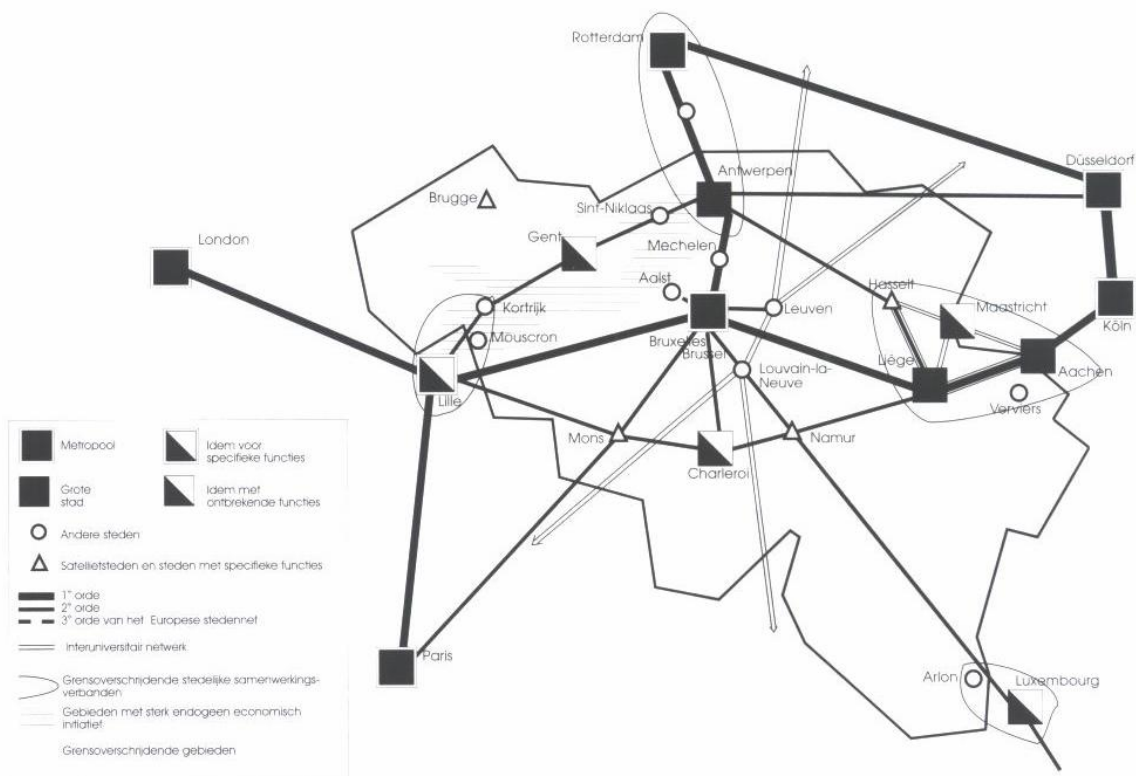 Rotterdam
Düsseldorf
Antwerpen
Brugge
Sint-Niklaas
London
Gent
Mechelen
Aalst
Hasselt
Maastricht
Kortrijk
Leuven
Köln
Mouscron
Bruxelles
Brussel
Liége
Aachen
Louvain-la-
Neuve
Lille
Verviers
Mons
Namur
Charleroi
Paris
Arlon
Luxembourg
Metropool
Idem voor
specifieke functies
Grote
stad
Idem met
ontbrekende functies
Andere steden
Satellietsteden en steden met specifieke functies
1° orde
2° orde
3° orde van het Europese stedennet
Interuniversitair netwerk
Grensoverschrijdende stedelijke samenwerkings-
verbanden
Gebieden met sterk endogeen economisch
initiatief
Grensoverschrijdende gebieden